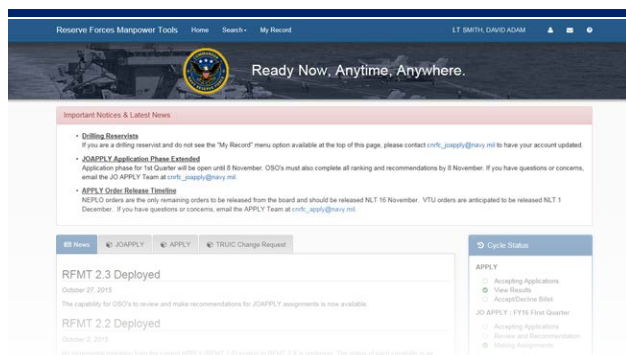 Reserve Forces Manpower Tools Home Search My Record LT SMITH, DAVID ADAM
Ready Now, Anytime, Anywhere.
Important Notices & Latest News
• Drilling Reservists
If you are a drilling reservist and do not see the "My Record" menu option available at the top of this page, please contact cnrfc_joapply@navy.mil to have your account updated.
• JOAPPLY Application Phase Extended
Application phase for 1st Quarter will be open until 8 November. OSO's must also complete all ranking and recommendations by 8 November. If you have questions or concerns,
email the JO APPLY Team at cnrfc_joapply@navy.mil.
• APPLY Order Release Timeline
NEPLO orders are the only remaining orders to be released from the board and should be released NLT 16 November. VTU orders are anticipated to be released NLT 1
December. If you have questions or concerns, email the APPLY Team at cnrfc_apply@navy.mil.
News JOAPPLY APPLY TRUIC Change Request
RFMT 2.3 Deployed
October 27, 2015
The capability for OSO's to review and make recommendations for JOAPPLY assignments is now available.
RFMT 2.2 Deployed
October 2, 2015
Cycle Status
APPLY
Accepting Applications
View Results
Accept/Decline Billet
JO APPLY : FY16 First Quarter
Accepting Applications
Review and Recommendation
Making Assignments